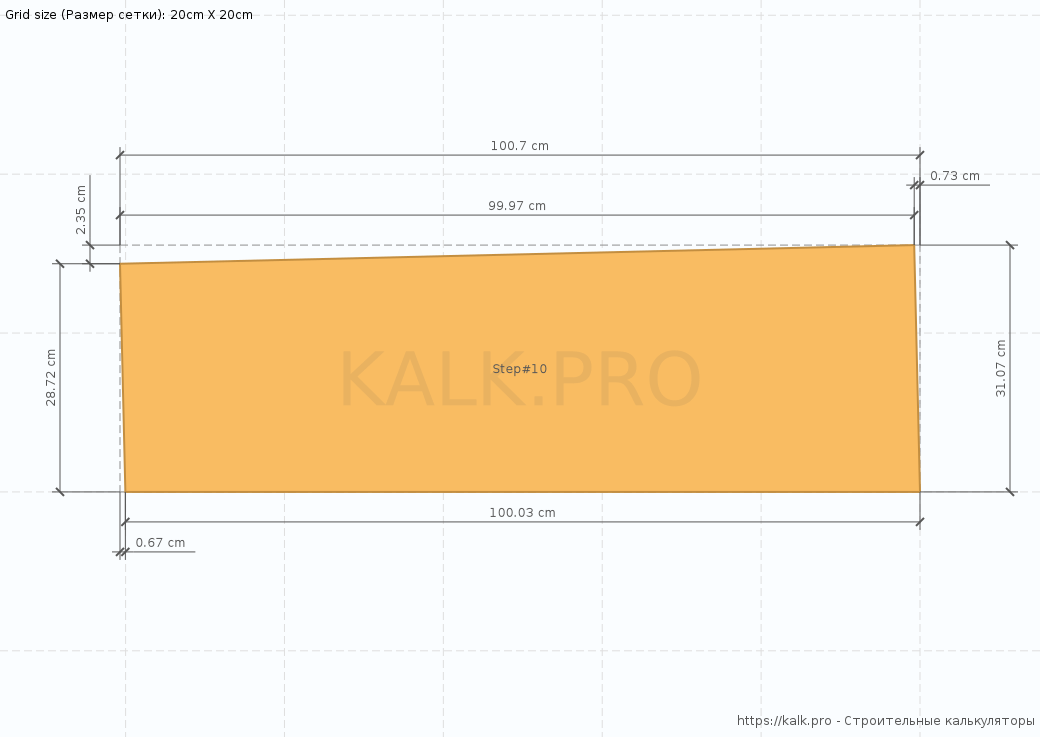 Grid size (Размер сетки): 20cm X 20cm
100.7 cm
0.73 cm
99.97 cm
2.35 cm
28.72 cm
31.07 cm
KALK.PRO
Step#10
100.03 cm
0.67 cm
https://kalk.pro - Строительные калькуляторы